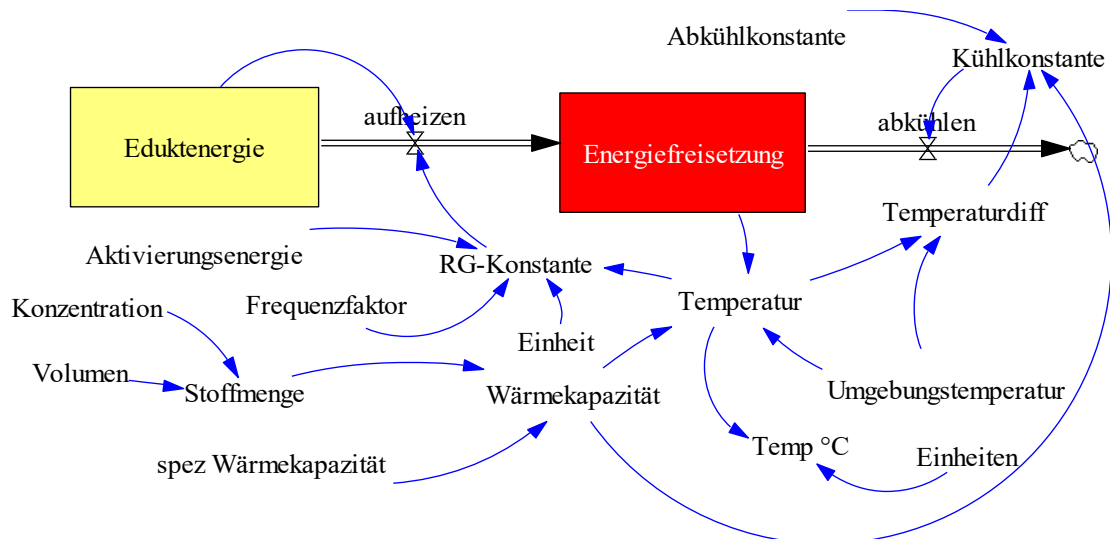 Abkühlkonstante
Kühlkonstante
aufheizen
abkühlen
Eduktenergie
Energiefreisetzung
Temperaturdiff
Aktivierungsenergie
RG-Konstante
Konzentration
Frequenzfaktor
Temperatur
Einheit
Volumen
Stoffmenge
Wärmekapazität
Umgebungstemperatur
spez Wärmekapazität
Temp °C
Einheiten